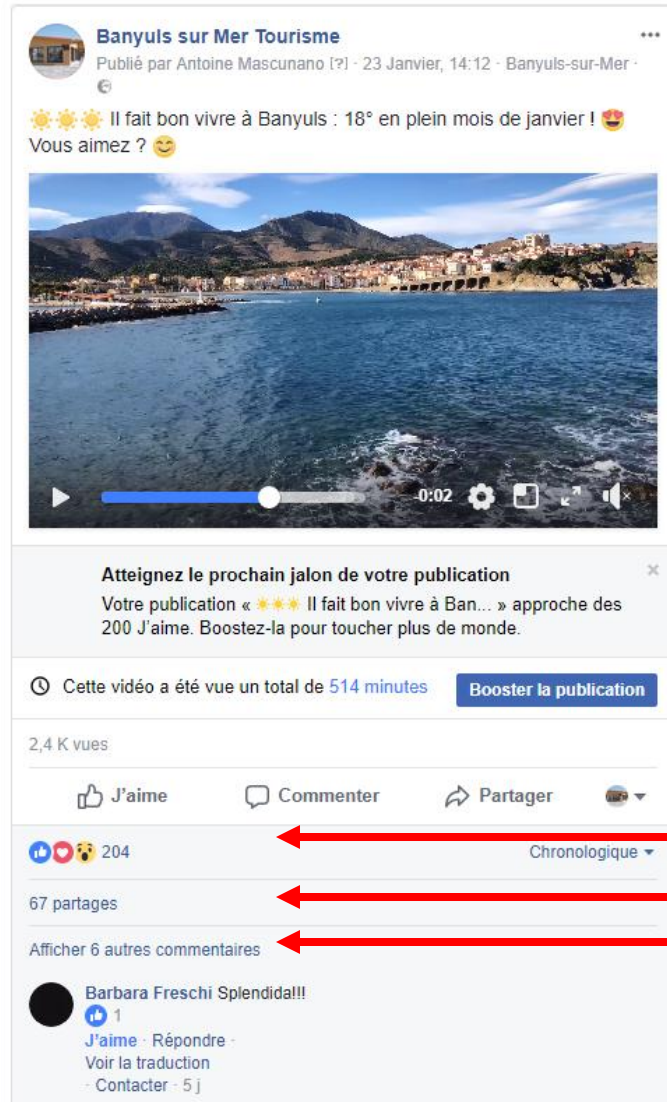 Banyuls sur Mer Tourisme
Publié par Antoine Mascunano [?] · 23 Janvier, 14:12 · Banyuls-sur-Mer ·
☀☀☀ Il fait bon vivre à Banyuls : 18° en plein mois de janvier ! 😍
Vous aimez ? 😊
-0:02
Atteignez le prochain jalon de votre publication
Votre publication « ☀☀☀ Il fait bon vivre à Ban... » approche des
200 J’aime. Boostez-la pour toucher plus de monde.
Cette vidéo a été vue un total de 514 minutes
Booster la publication
2,4 K vues
J’aime Commenter Partager
204 Chronologique
67 partages
Afficher 6 autres commentaires
Barbara Freschi Splendida!!!
1
J’aime · Répondre ·
Voir la traduction
· Contacter · 5 j